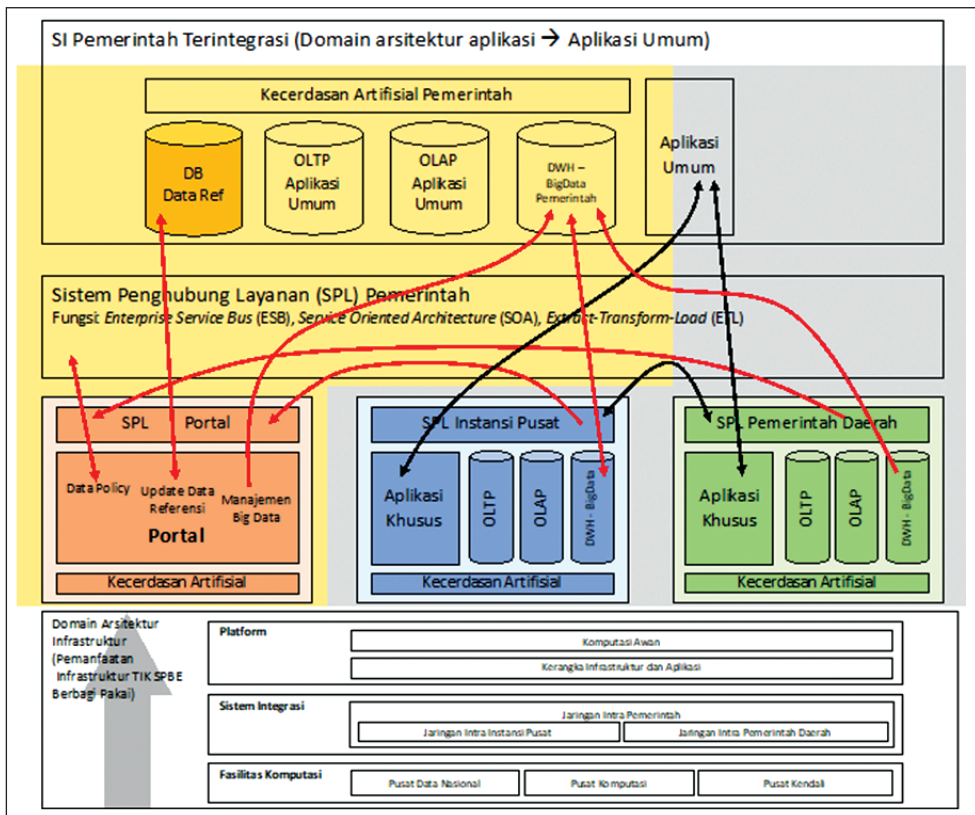 SI Pemerintah Terintegrasi (Domain arsitektur aplikasi → Aplikasi Umum)
Kecerdasan Artifisial Pemerintah
DB
Data Ref
OLTP
Aplikasi
Umum
OLAP
Aplikasi
Umum
DWH –
BigData
Pemerintah
Aplikasi
Umum
Sistem Penghubung Layanan (SPL) Pemerintah
Fungsi: Enterprise Service Bus (ESB), Service Oriented Architecture (SOA), Extract-Transform-Load (ETL)
SPL Portal
Data Policy
Update Data
Referensi
Manajemen
Big Data
Portal
Kecerdasan Artifisial
SPL Instansi Pusat
Aplikasi
Khusus
OLTP
OLAP
DWH - BigData
Kecerdasan Artifisial
SPL Pemerintah Daerah
Aplikasi
Khusus
OLTP
OLAP
DWH - BigData
Kecerdasan Artifisial
Domain Arsitektur
Infrastruktur
(Pemanfaatan
Infrastruktur TIK SPBE
Berbagi Pakai)
Platform
Komputasi Awan
Kerangka Infrastruktur dan Aplikasi
Sistem Integrasi
Jaringan Intra Pemerintah
Jaringan Intra Instansi Pusat
Jaringan Intra Pemerintah Daerah
Fasilitas Komputasi
Pusat Data Nasional
Pusat Komputasi
Pusat Kendali